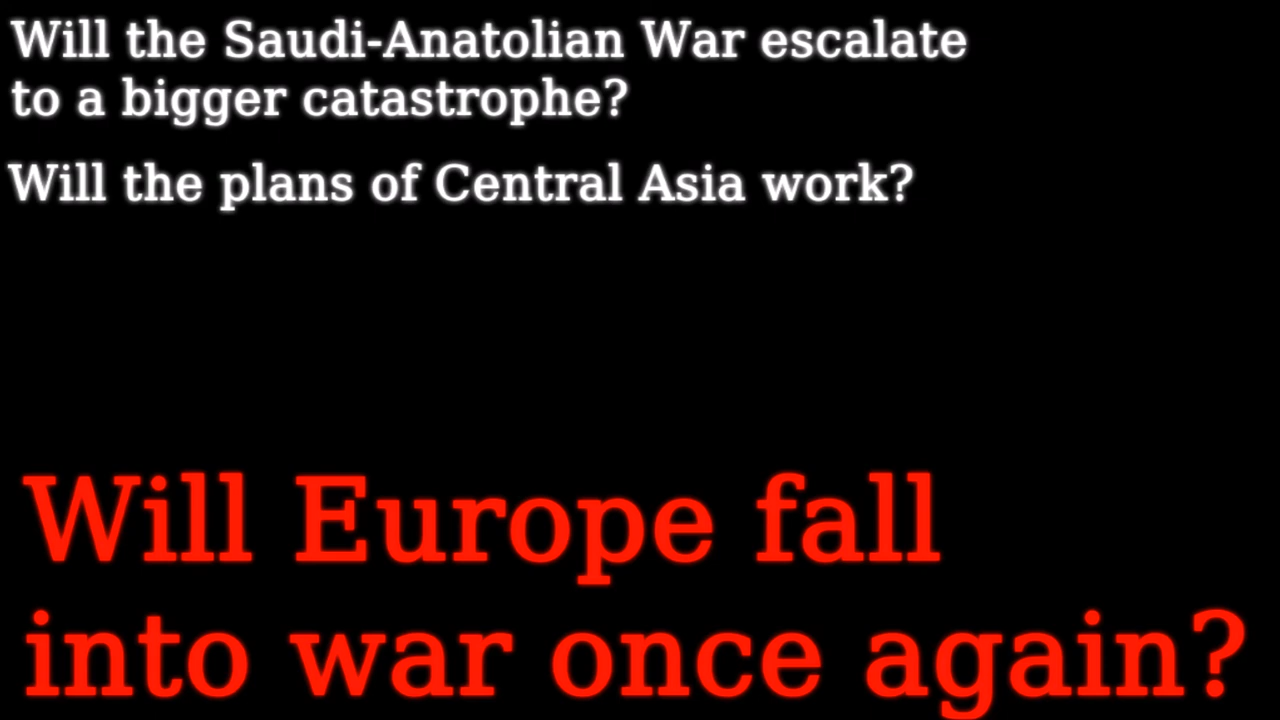 Will the Saudi-Anatolian War escalate
to a bigger catastrophe?
Will the plans of Central Asia work?
Will Europe fall
into war once again?